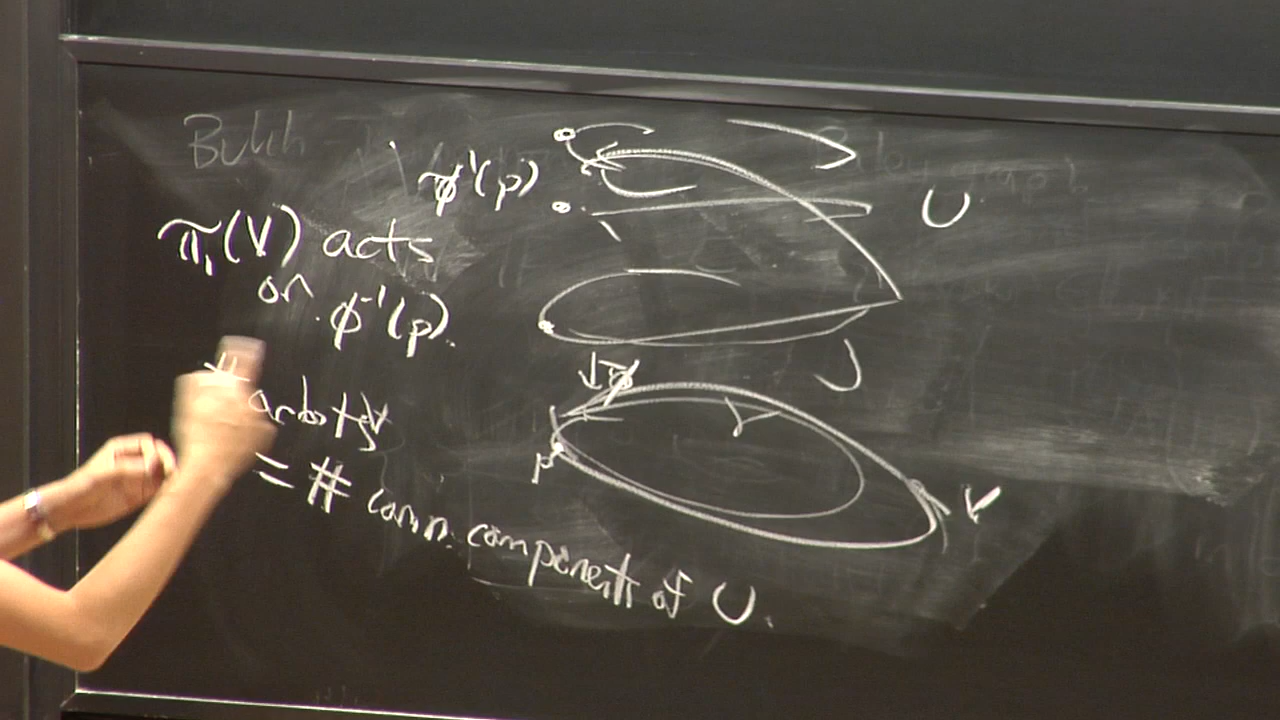 ϕ⁻¹(p)
U
π₁(V) acts
on ϕ⁻¹(p).
↓ϕ
# orbits
p
γ
V
= # conn. components of U.